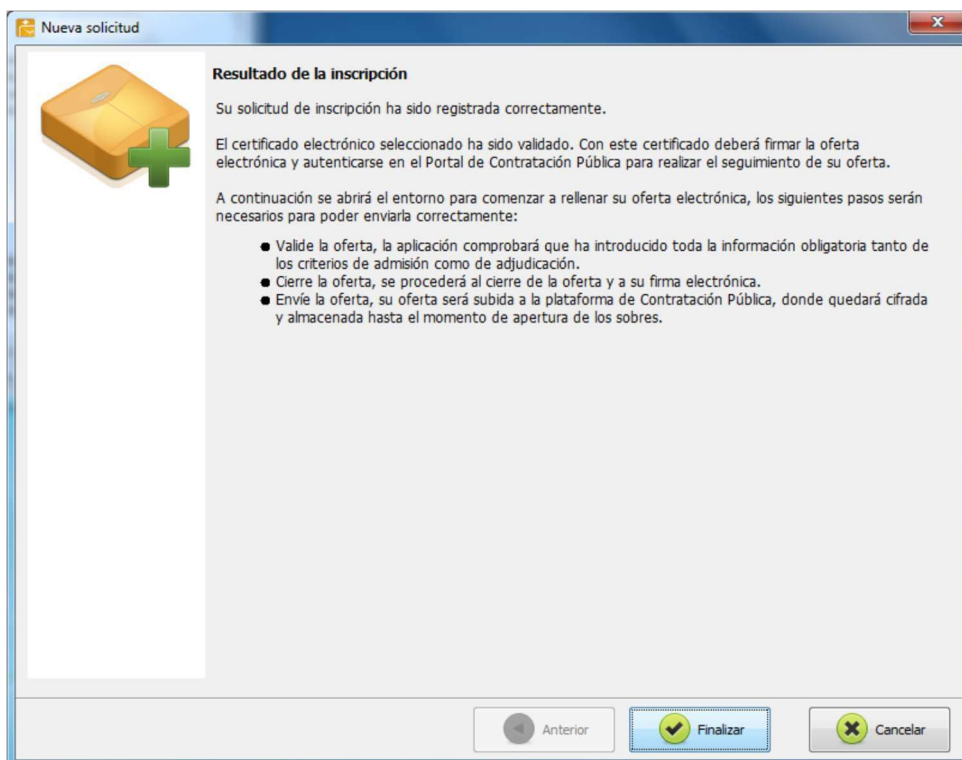 Nueva solicitud
Resultado de la inscripción
Su solicitud de inscripción ha sido registrada correctamente.
El certificado electrónico seleccionado ha sido validado. Con este certificado deberá firmar la oferta
electrónica y autenticarse en el Portal de Contratación Pública para realizar el seguimiento de su oferta.
A continuación se abrirá el entorno para comenzar a rellenar su oferta electrónica, los siguientes pasos serán
necesarios para poder enviarla correctamente:
● Valide la oferta, la aplicación comprobará que ha introducido toda la información obligatoria tanto de
los criterios de admisión como de adjudicación.
● Cierre la oferta, se procederá al cierre de la oferta y a su firma electrónica.
● Envíe la oferta, su oferta será subida a la plataforma de Contratación Pública, donde quedará cifrada
y almacenada hasta el momento de apertura de los sobres.
Anterior
Finalizar
Cancelar